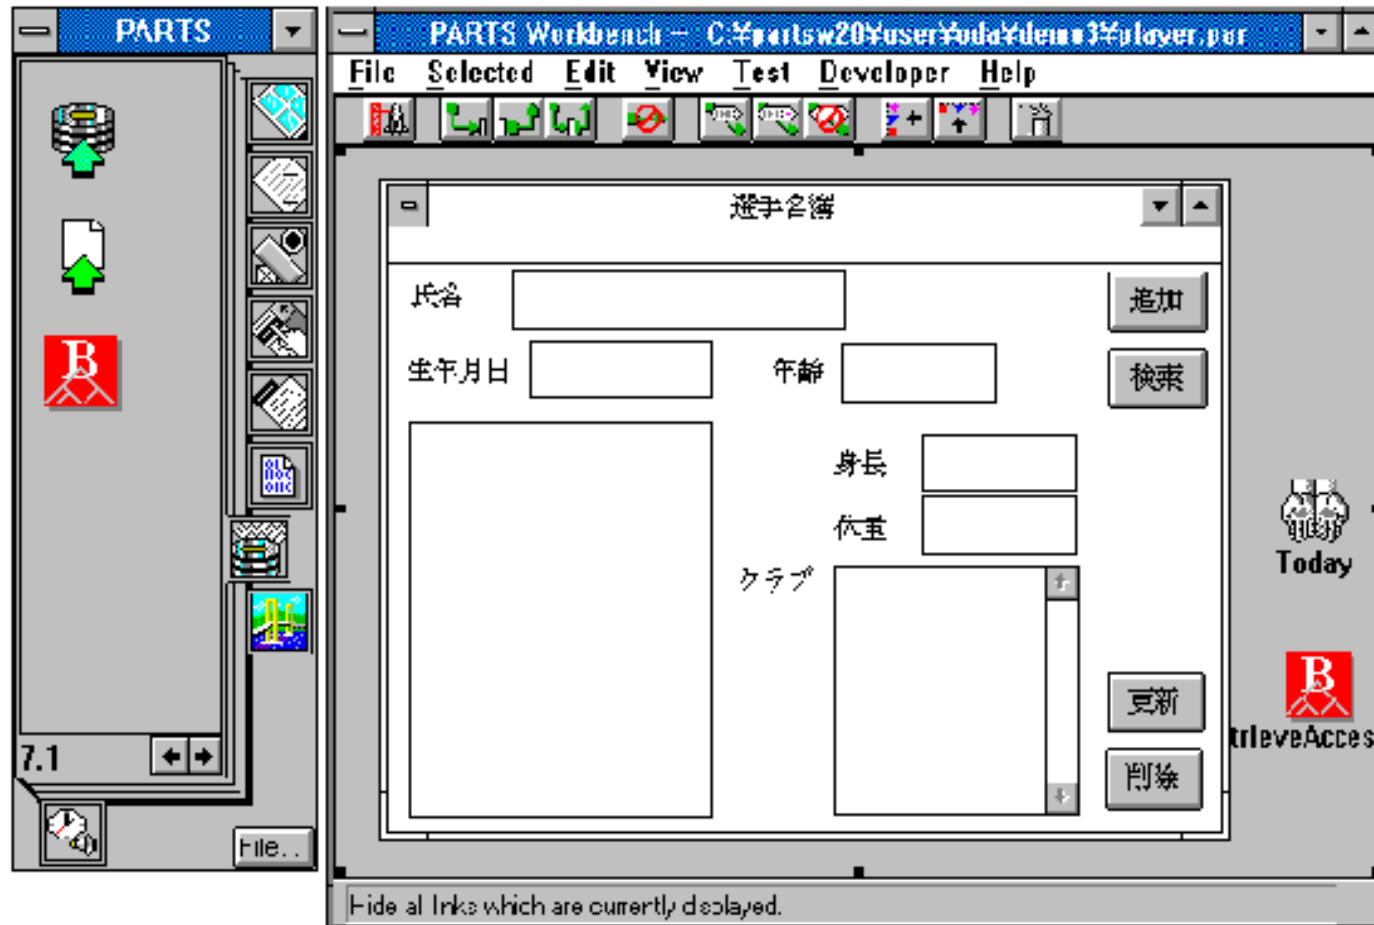 PARTS
7.1
File...
PARTS Workbench - C:¥partsw20¥user¥oda¥demo3¥player.par
File Selected Edit View Test Developer Help
選手名簿
氏名
追加
生年月日
年齢
検索
身長
体重
クラブ
更新
削除
Today
B
trieveAcces
B
Hide all links which are currently displayed.